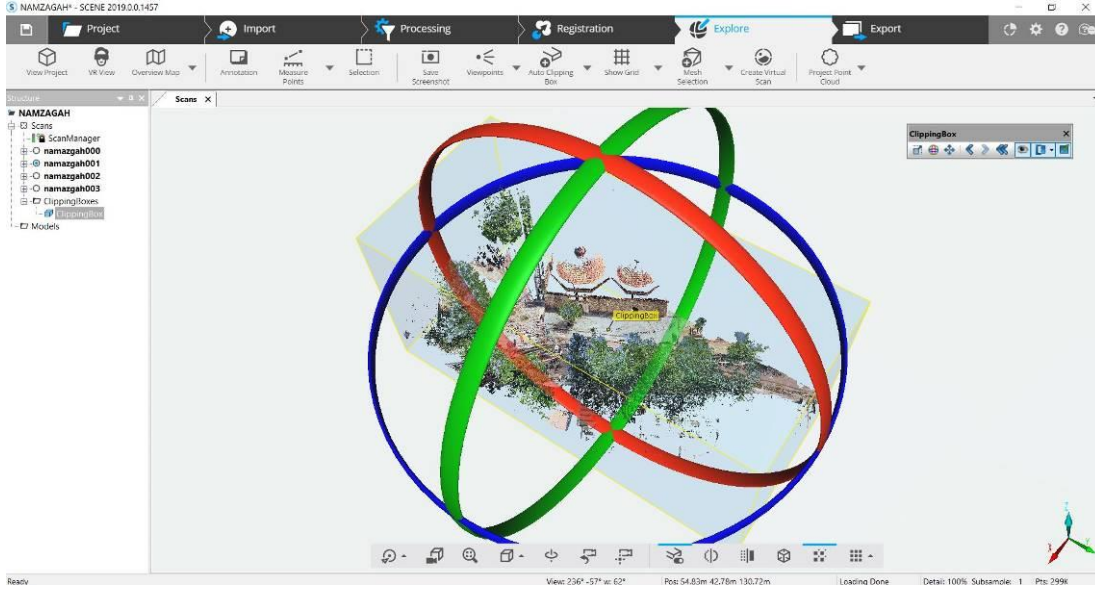 NAMZAGAH* - SCENE 2019.0.0.1457
Project
Import
Processing
Registration
Explore
Export
View Project
VR View
Overview Map
Annotation
Measure Points
Selection
Save Screenshot
Viewpoints
Auto Clipping Box
Show Grid
Mesh Selection
Create Virtual Scan
Project Point Cloud
Structure
Scans X
NAMZAGAH
Scans
ScanManager
namazgah000
namazgah001
namazgah002
namazgah003
ClippingBoxes
ClippingBox
Models
ClippingBox
ClippingBox
Ready
View: 236° -57° w: 62°
Pos: 54.83m 42.78m 130.72m
Loading Done
Detail: 100% Subsample: 1 Pts: 299K